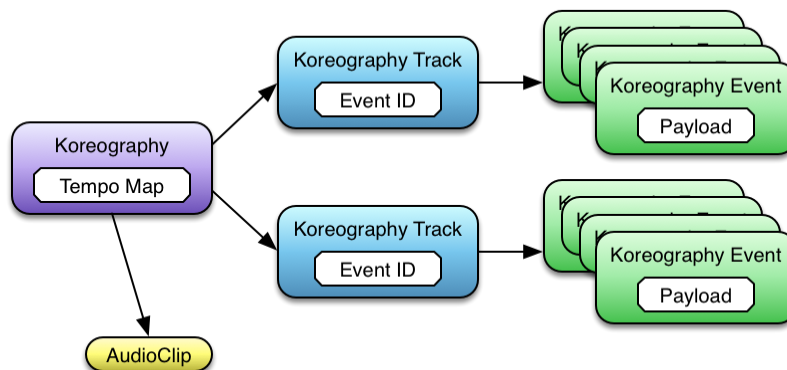 Koreography Track
Event ID
Koreography Event
Payload
Koreography
Tempo Map
Koreography Track
Event ID
Koreography Event
Payload
AudioClip